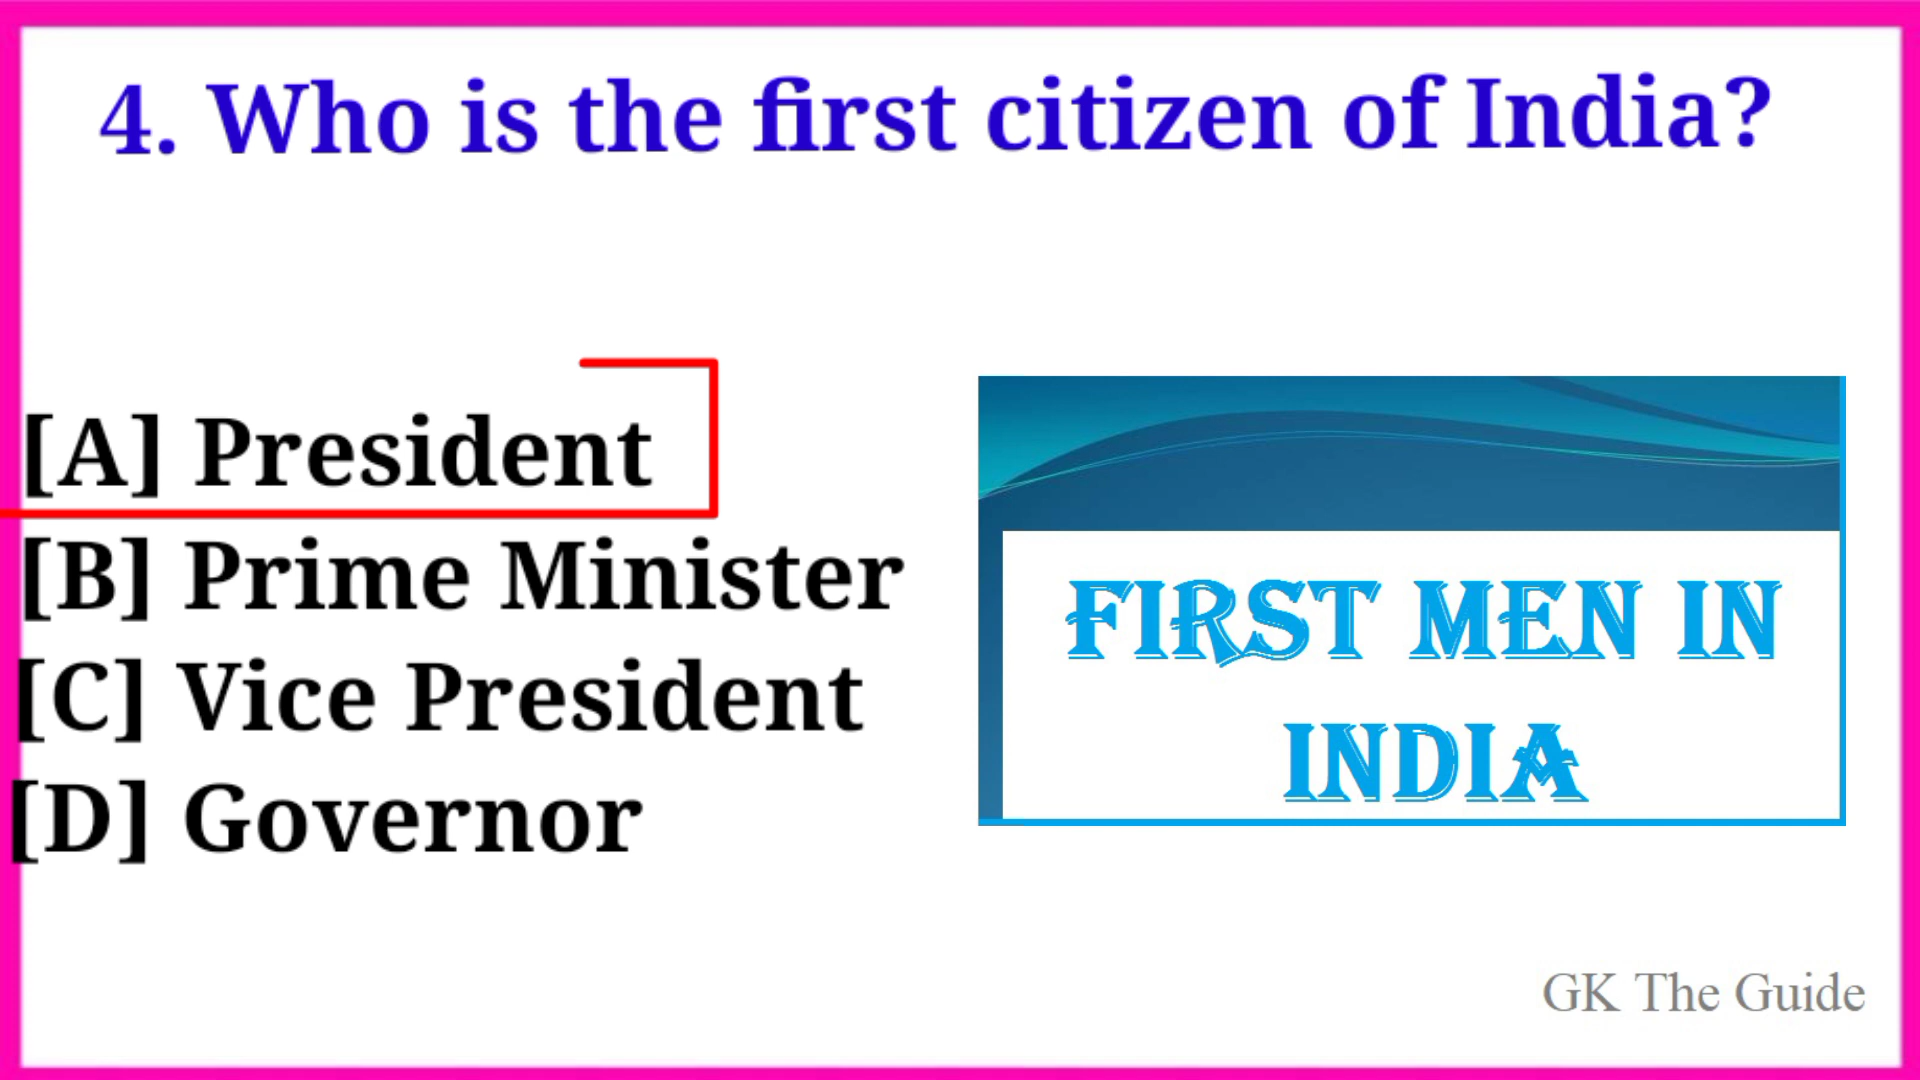 4. Who is the first citizen of India?
[A] President
[B] Prime Minister
[C] Vice President
[D] Governor
FIRST MEN IN
INDIA
GK The Guide